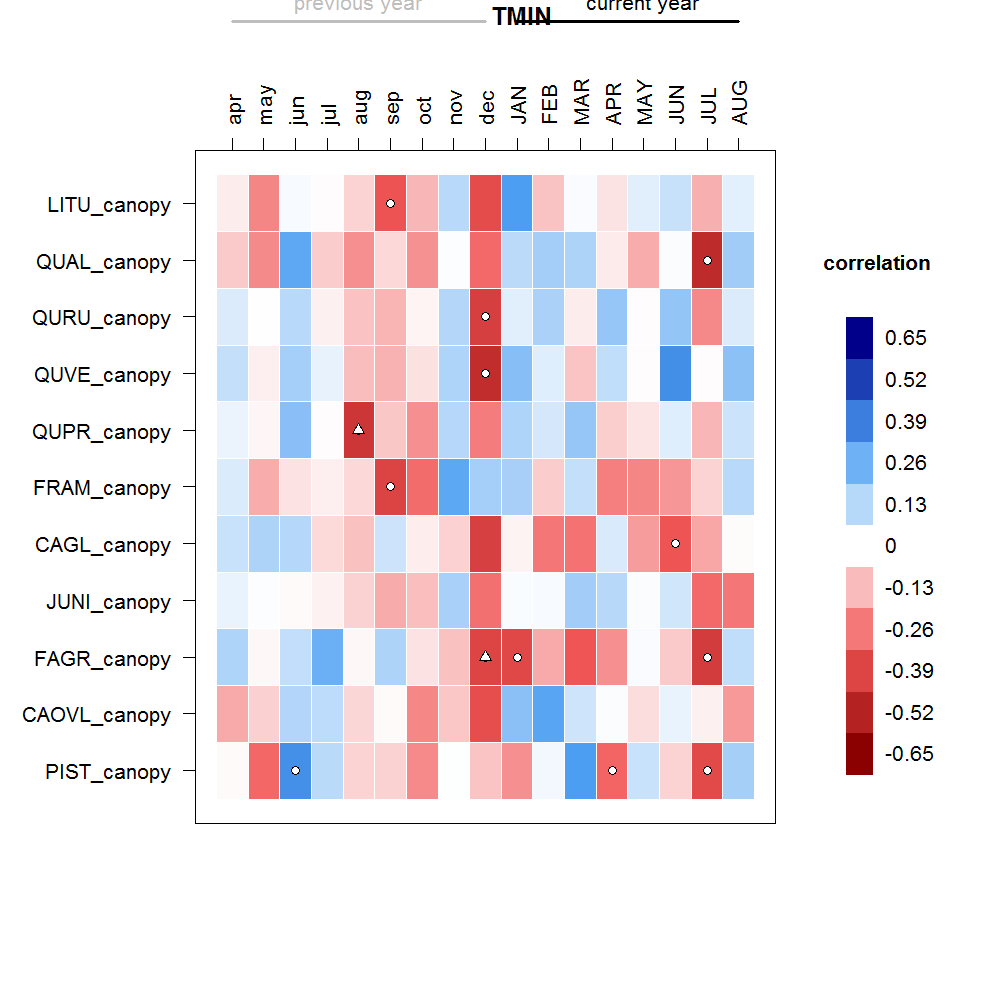 previous year
current year
TMIN
apr may jun jul aug sep oct nov dec JAN FEB MAR APR MAY JUN JUL AUG
LITU_canopy
QUAL_canopy
QURU_canopy
QUVE_canopy
QUPR_canopy
FRAM_canopy
CAGL_canopy
JUNI_canopy
FAGR_canopy
CAOVL_canopy
PIST_canopy
correlation
0.65
0.52
0.39
0.26
0.13
0
-0.13
-0.26
-0.39
-0.52
-0.65